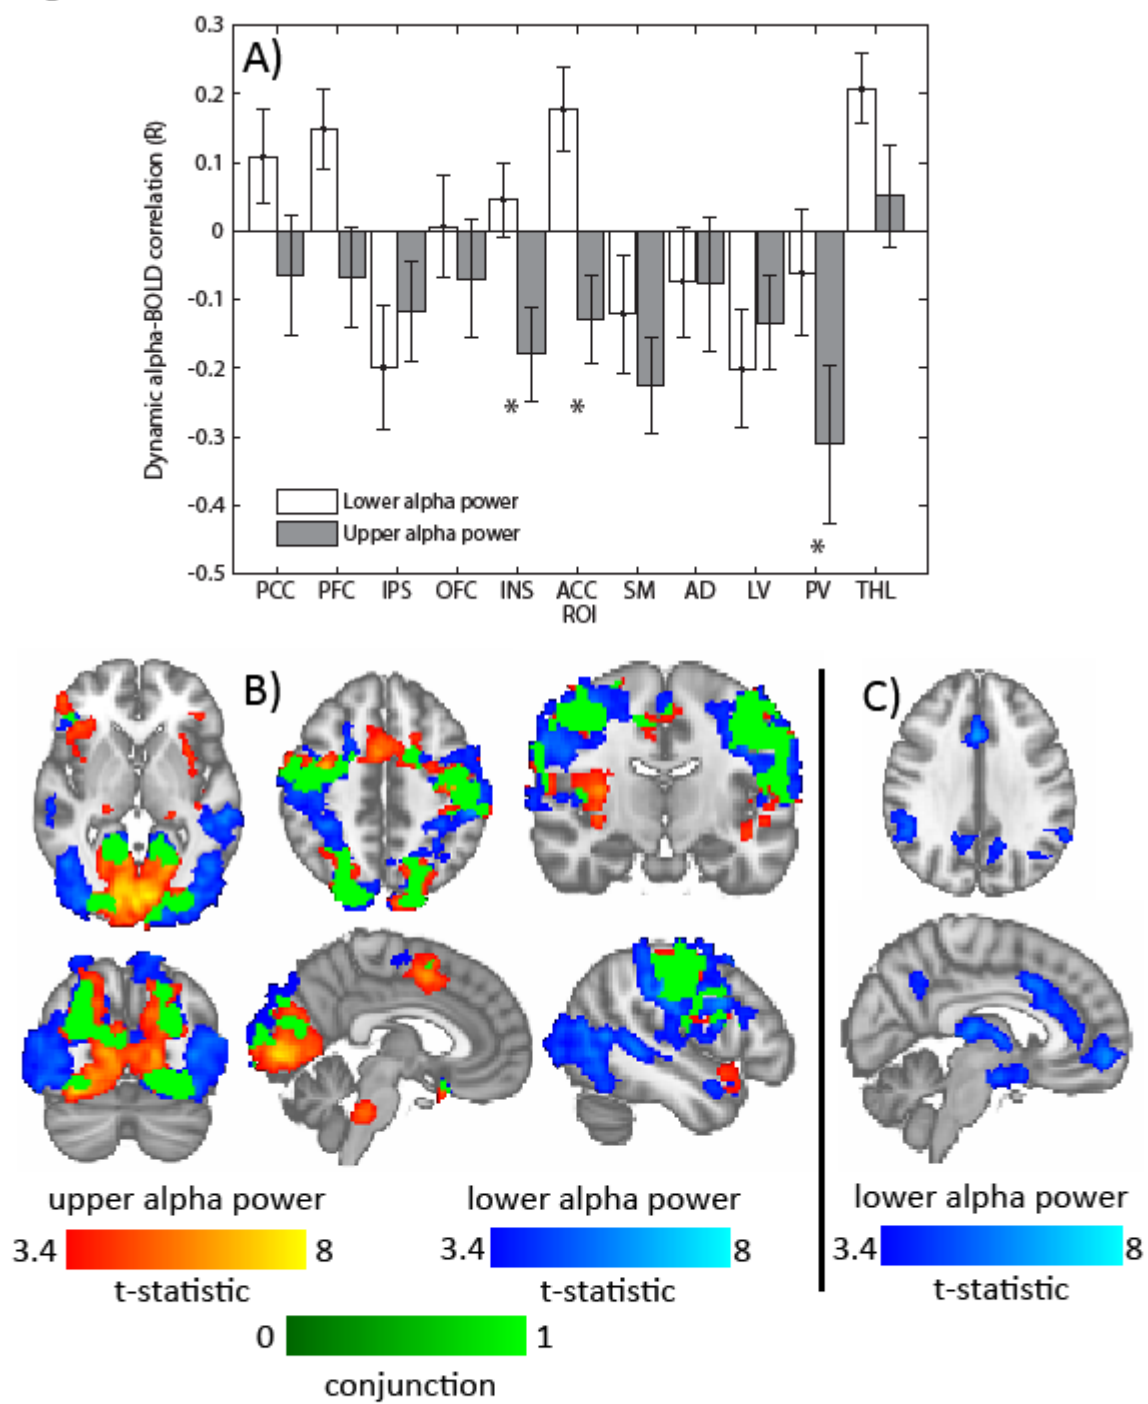 A)
0.3
0.2
0.1
0
-0.1
-0.2
-0.3
-0.4
-0.5
Dynamic alpha-BOLD correlation (R)
* * *
Lower alpha power
Upper alpha power
PCC PFC IPS OFC INS ACC SM AD LV PV THL
ROI
B)
C)
upper alpha power
3.4 8
t-statistic
lower alpha power
3.4 8
t-statistic
lower alpha power
3.4 8
t-statistic
0 1
conjunction